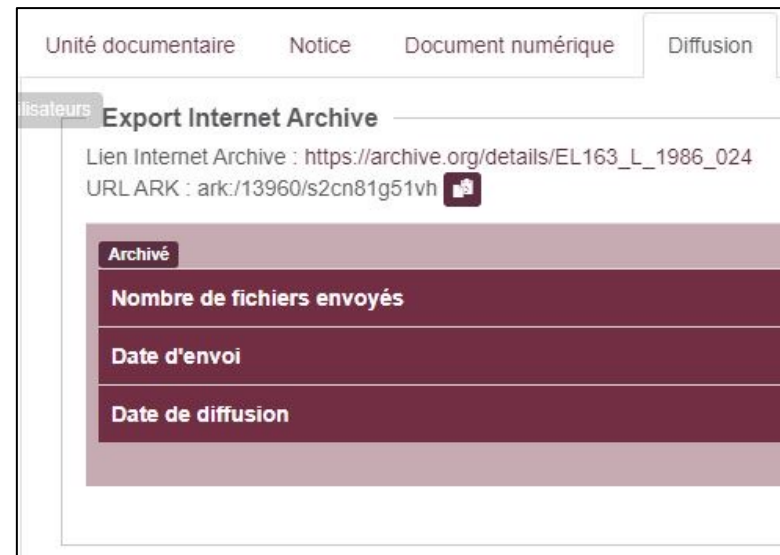 Unité documentaire Notice Document numérique Diffusion
ilisateurs
Export Internet Archive
Lien Internet Archive : https://archive.org/details/EL163_L_1986_024
URL ARK : ark:/13960/s2cn81g51vh
Archivé
Nombre de fichiers envoyés
Date d'envoi
Date de diffusion